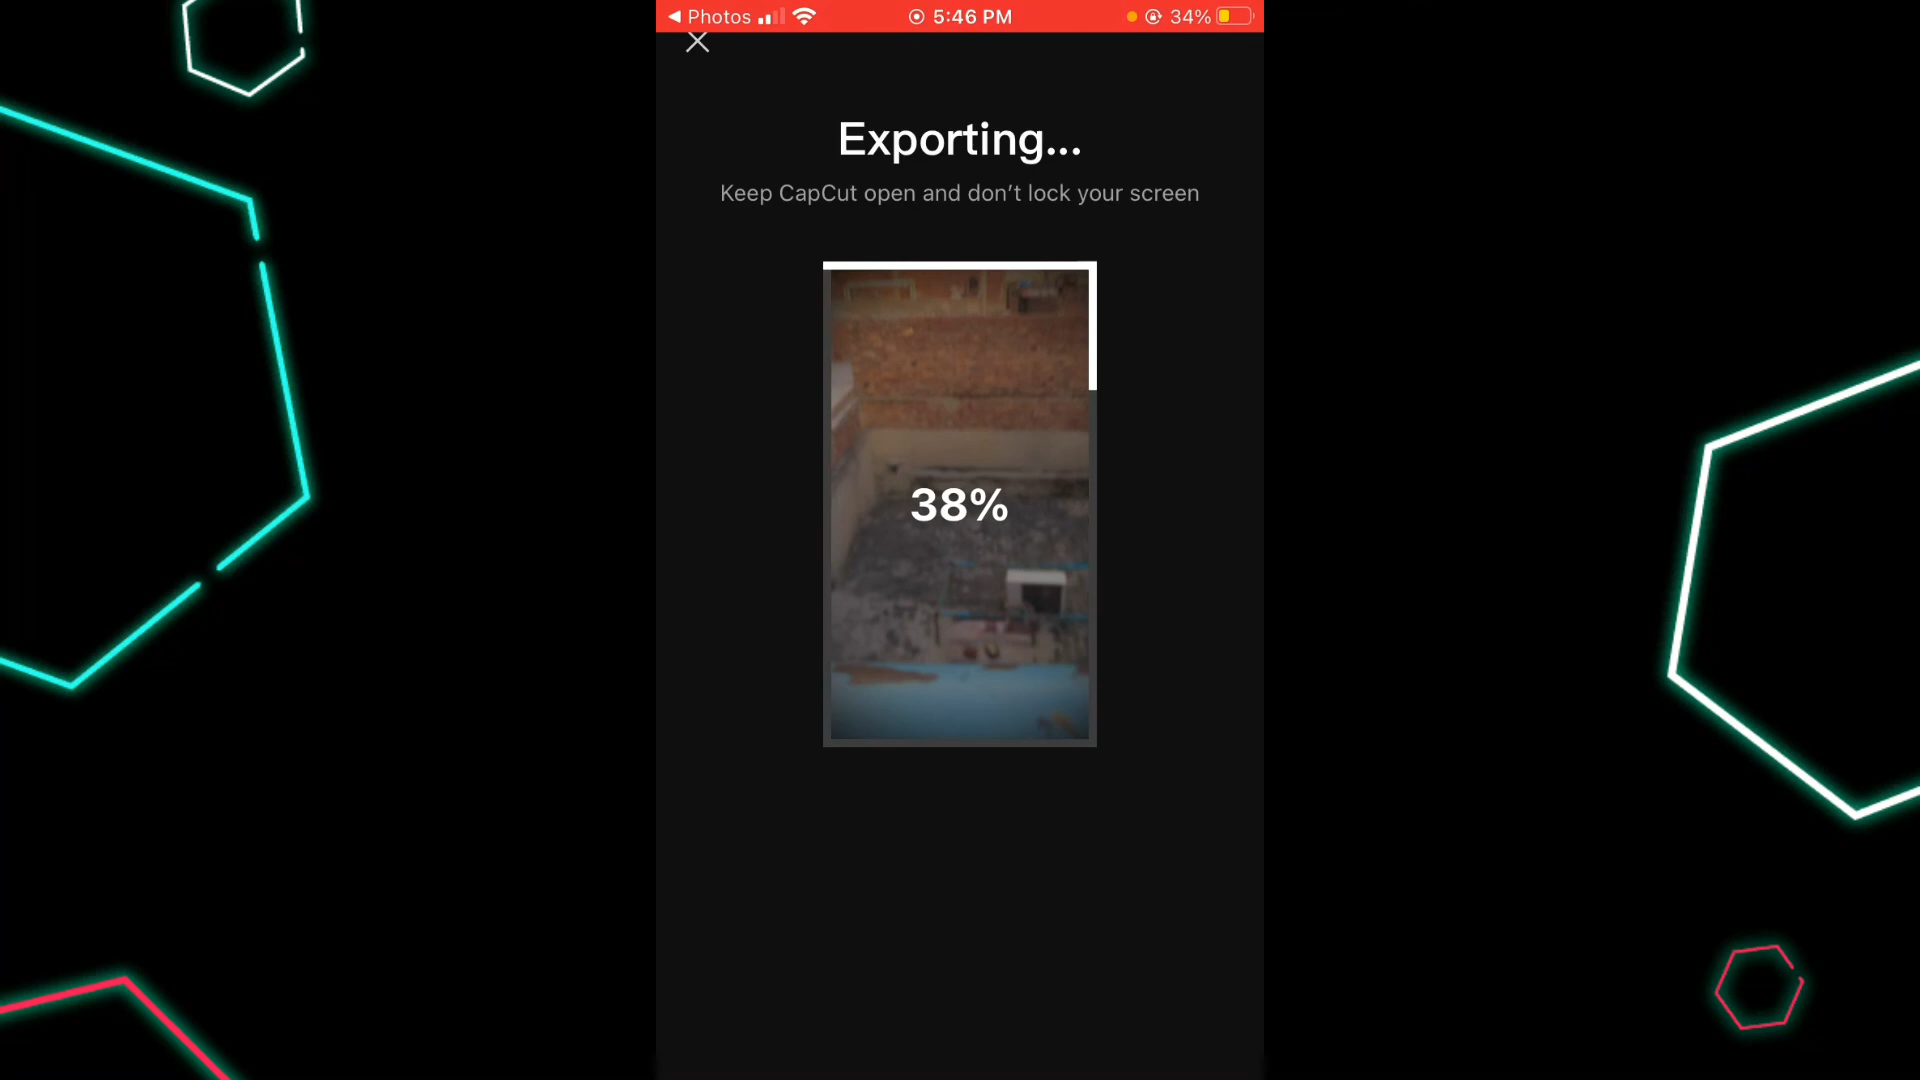 ◀ Photos 5:46 PM 34%
Exporting...
Keep CapCut open and don’t lock your screen
38%